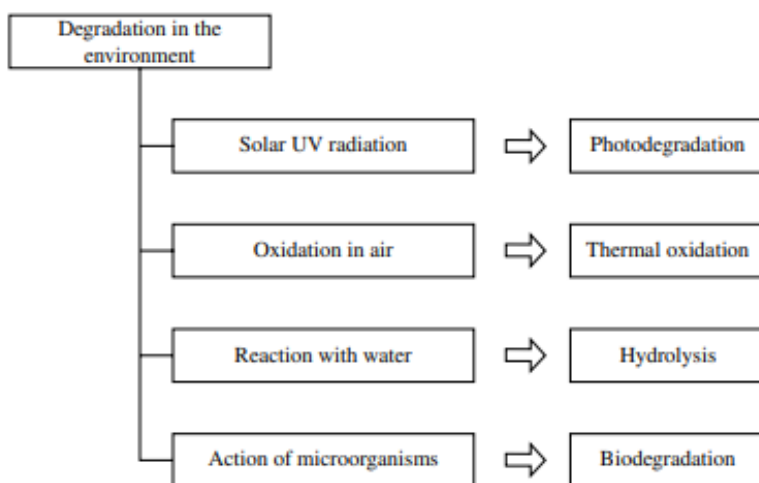 Degradation in the
environment
Solar UV radiation
Photodegradation
Oxidation in air
Thermal oxidation
Reaction with water
Hydrolysis
Action of microorganisms
Biodegradation